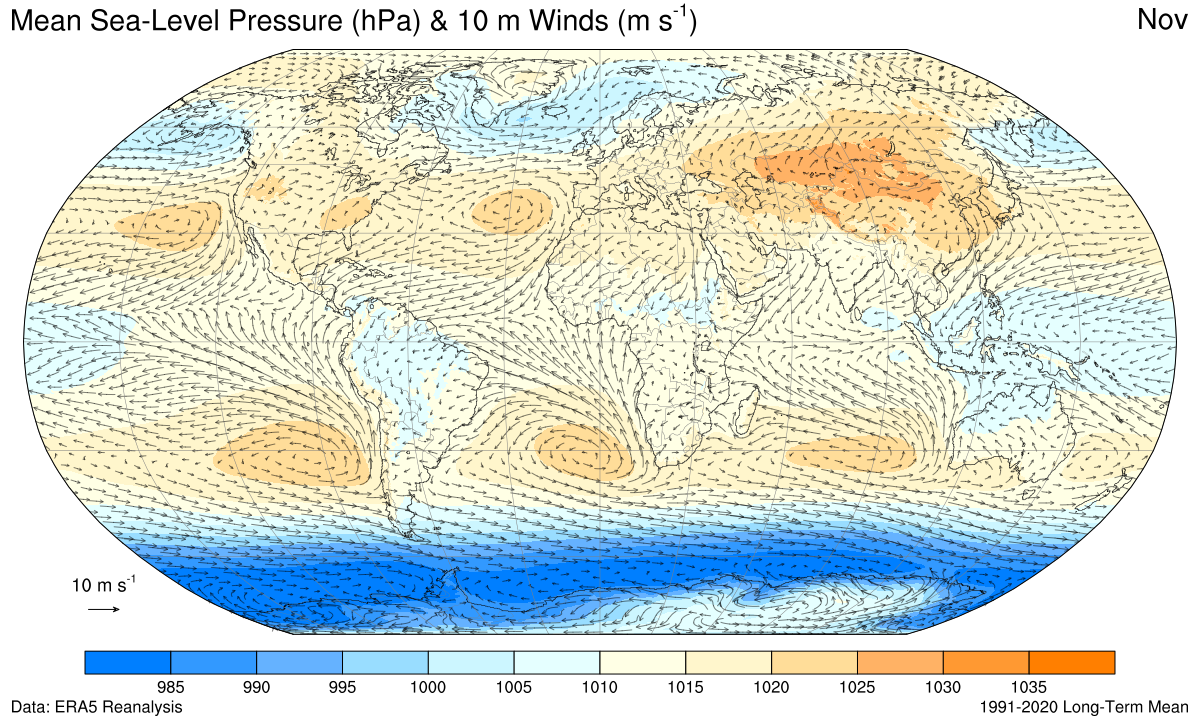 Mean Sea-Level Pressure (hPa) & 10 m Winds (m s⁻¹)
Nov
10 m s⁻¹
985 990 995 1000 1005 1010 1015 1020 1025 1030 1035
Data: ERA5 Reanalysis
1991-2020 Long-Term Mean